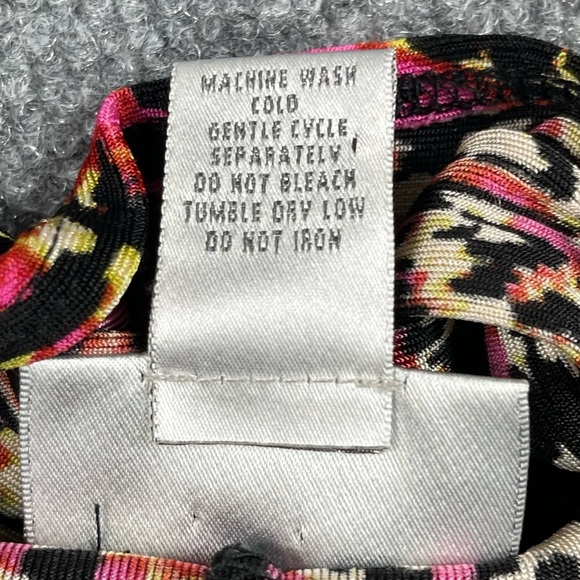 MACHINE WASH
COLD
GENTLE CYCLE,
SEPARATELY
DO NOT BLEACH
TUMBLE DRY LOW
DO NOT IRON